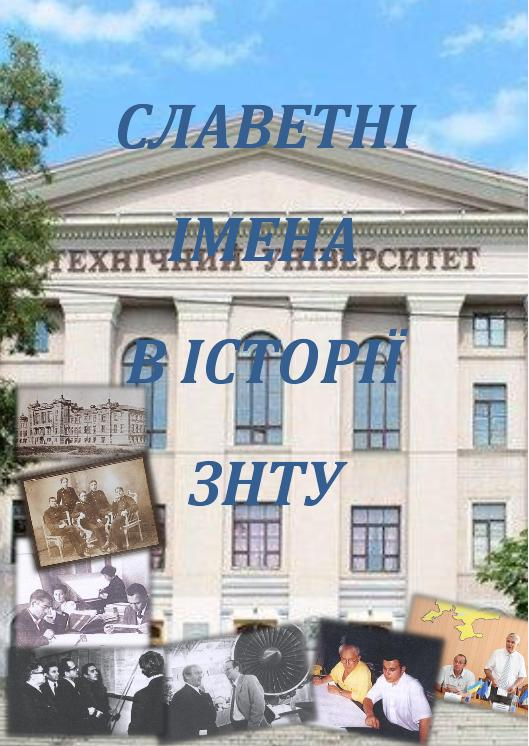 СЛАВЕТНІ
ІМЕНА
ТЕХНІЧНИЙ УНІВЕРСИТЕТ
В ІСТОРІЇ
ЗНТУ